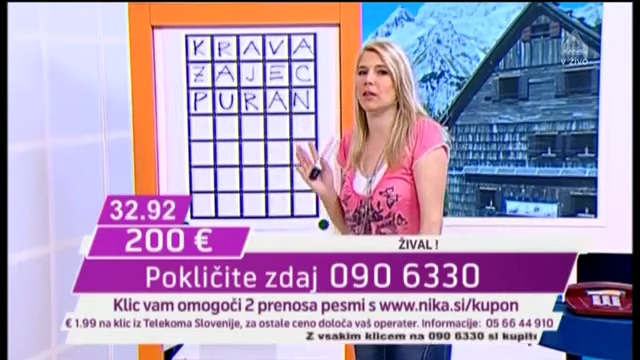 KRAVA
ZAJEC
PURAN
V ŽIVO
32.92
200 €
ŽIVAL !
Pokličite zdaj 090 6330
Klic vam omogoči 2 prenosa pesmi s www.nika.si/kupon
€ 1.99 na klic iz Telekoma Slovenije, za ostale ceno določa vaš operater. Informacije: 05 66 44 910
Z vsakim klicem na 090 6330 si kupite